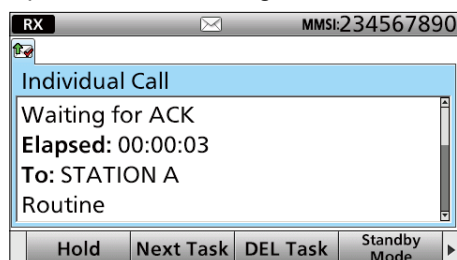 RX MMSI:234567890
Individual Call
Waiting for ACK
Elapsed: 00:00:03
To: STATION A
Routine
Hold Next Task DEL Task Standby Mode